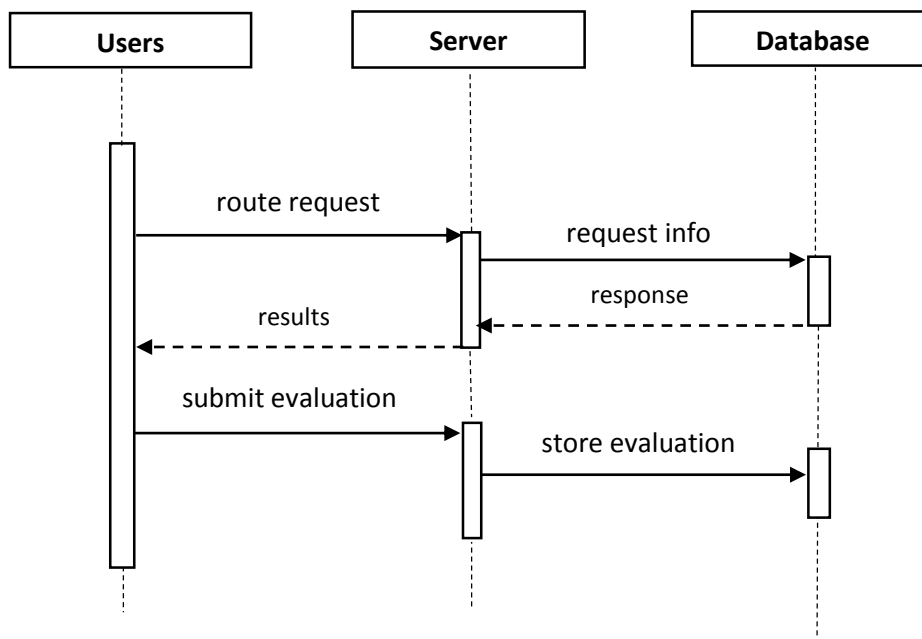 Users
Server
Database
route request
request info
response
results
submit evaluation
store evaluation